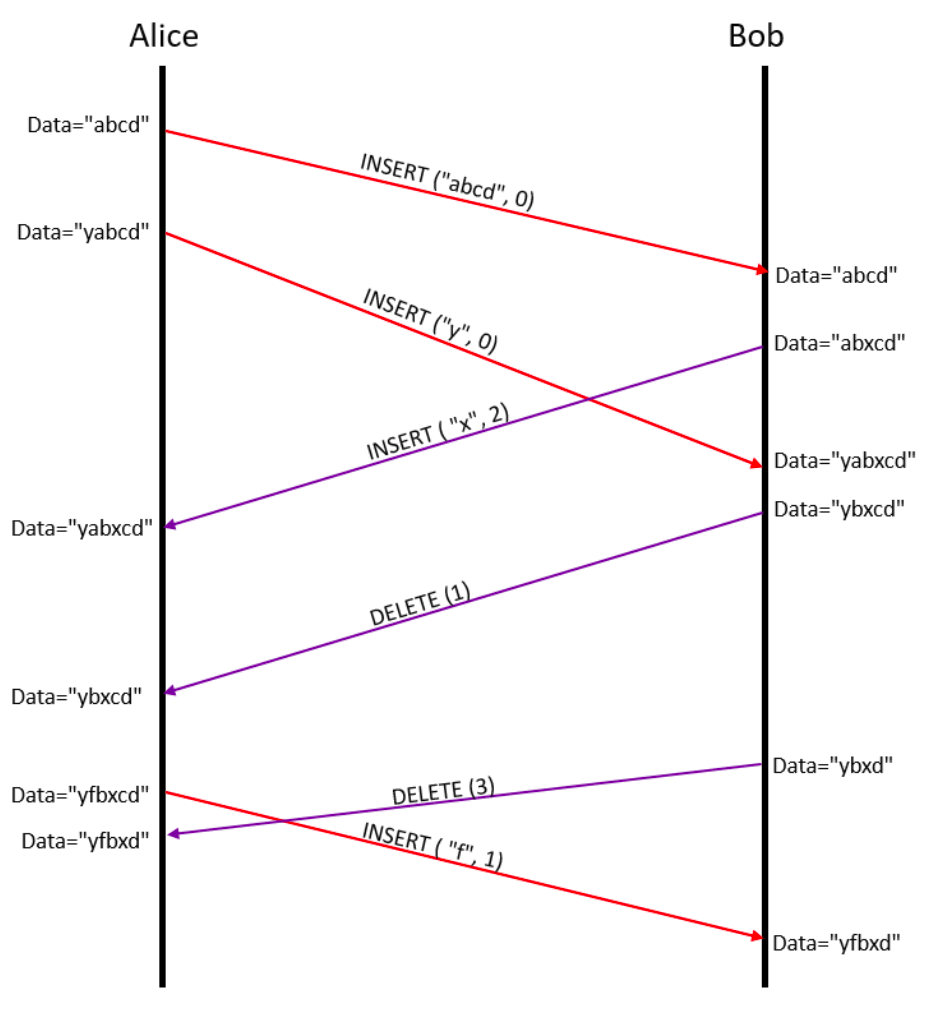 Alice
Bob
Data="abcd"
INSERT ("abcd", 0)
Data="yabcd"
Data="abcd"
INSERT ("y", 0)
Data="abxcd"
INSERT ( "x", 2)
Data="yabxcd"
Data="ybxcd"
Data="yabxcd"
DELETE (1)
Data="ybxcd"
Data="ybxd"
DELETE (3)
Data="yfbxcd"
Data="yfbxd"
INSERT ( "f", 1)
Data="yfbxd"